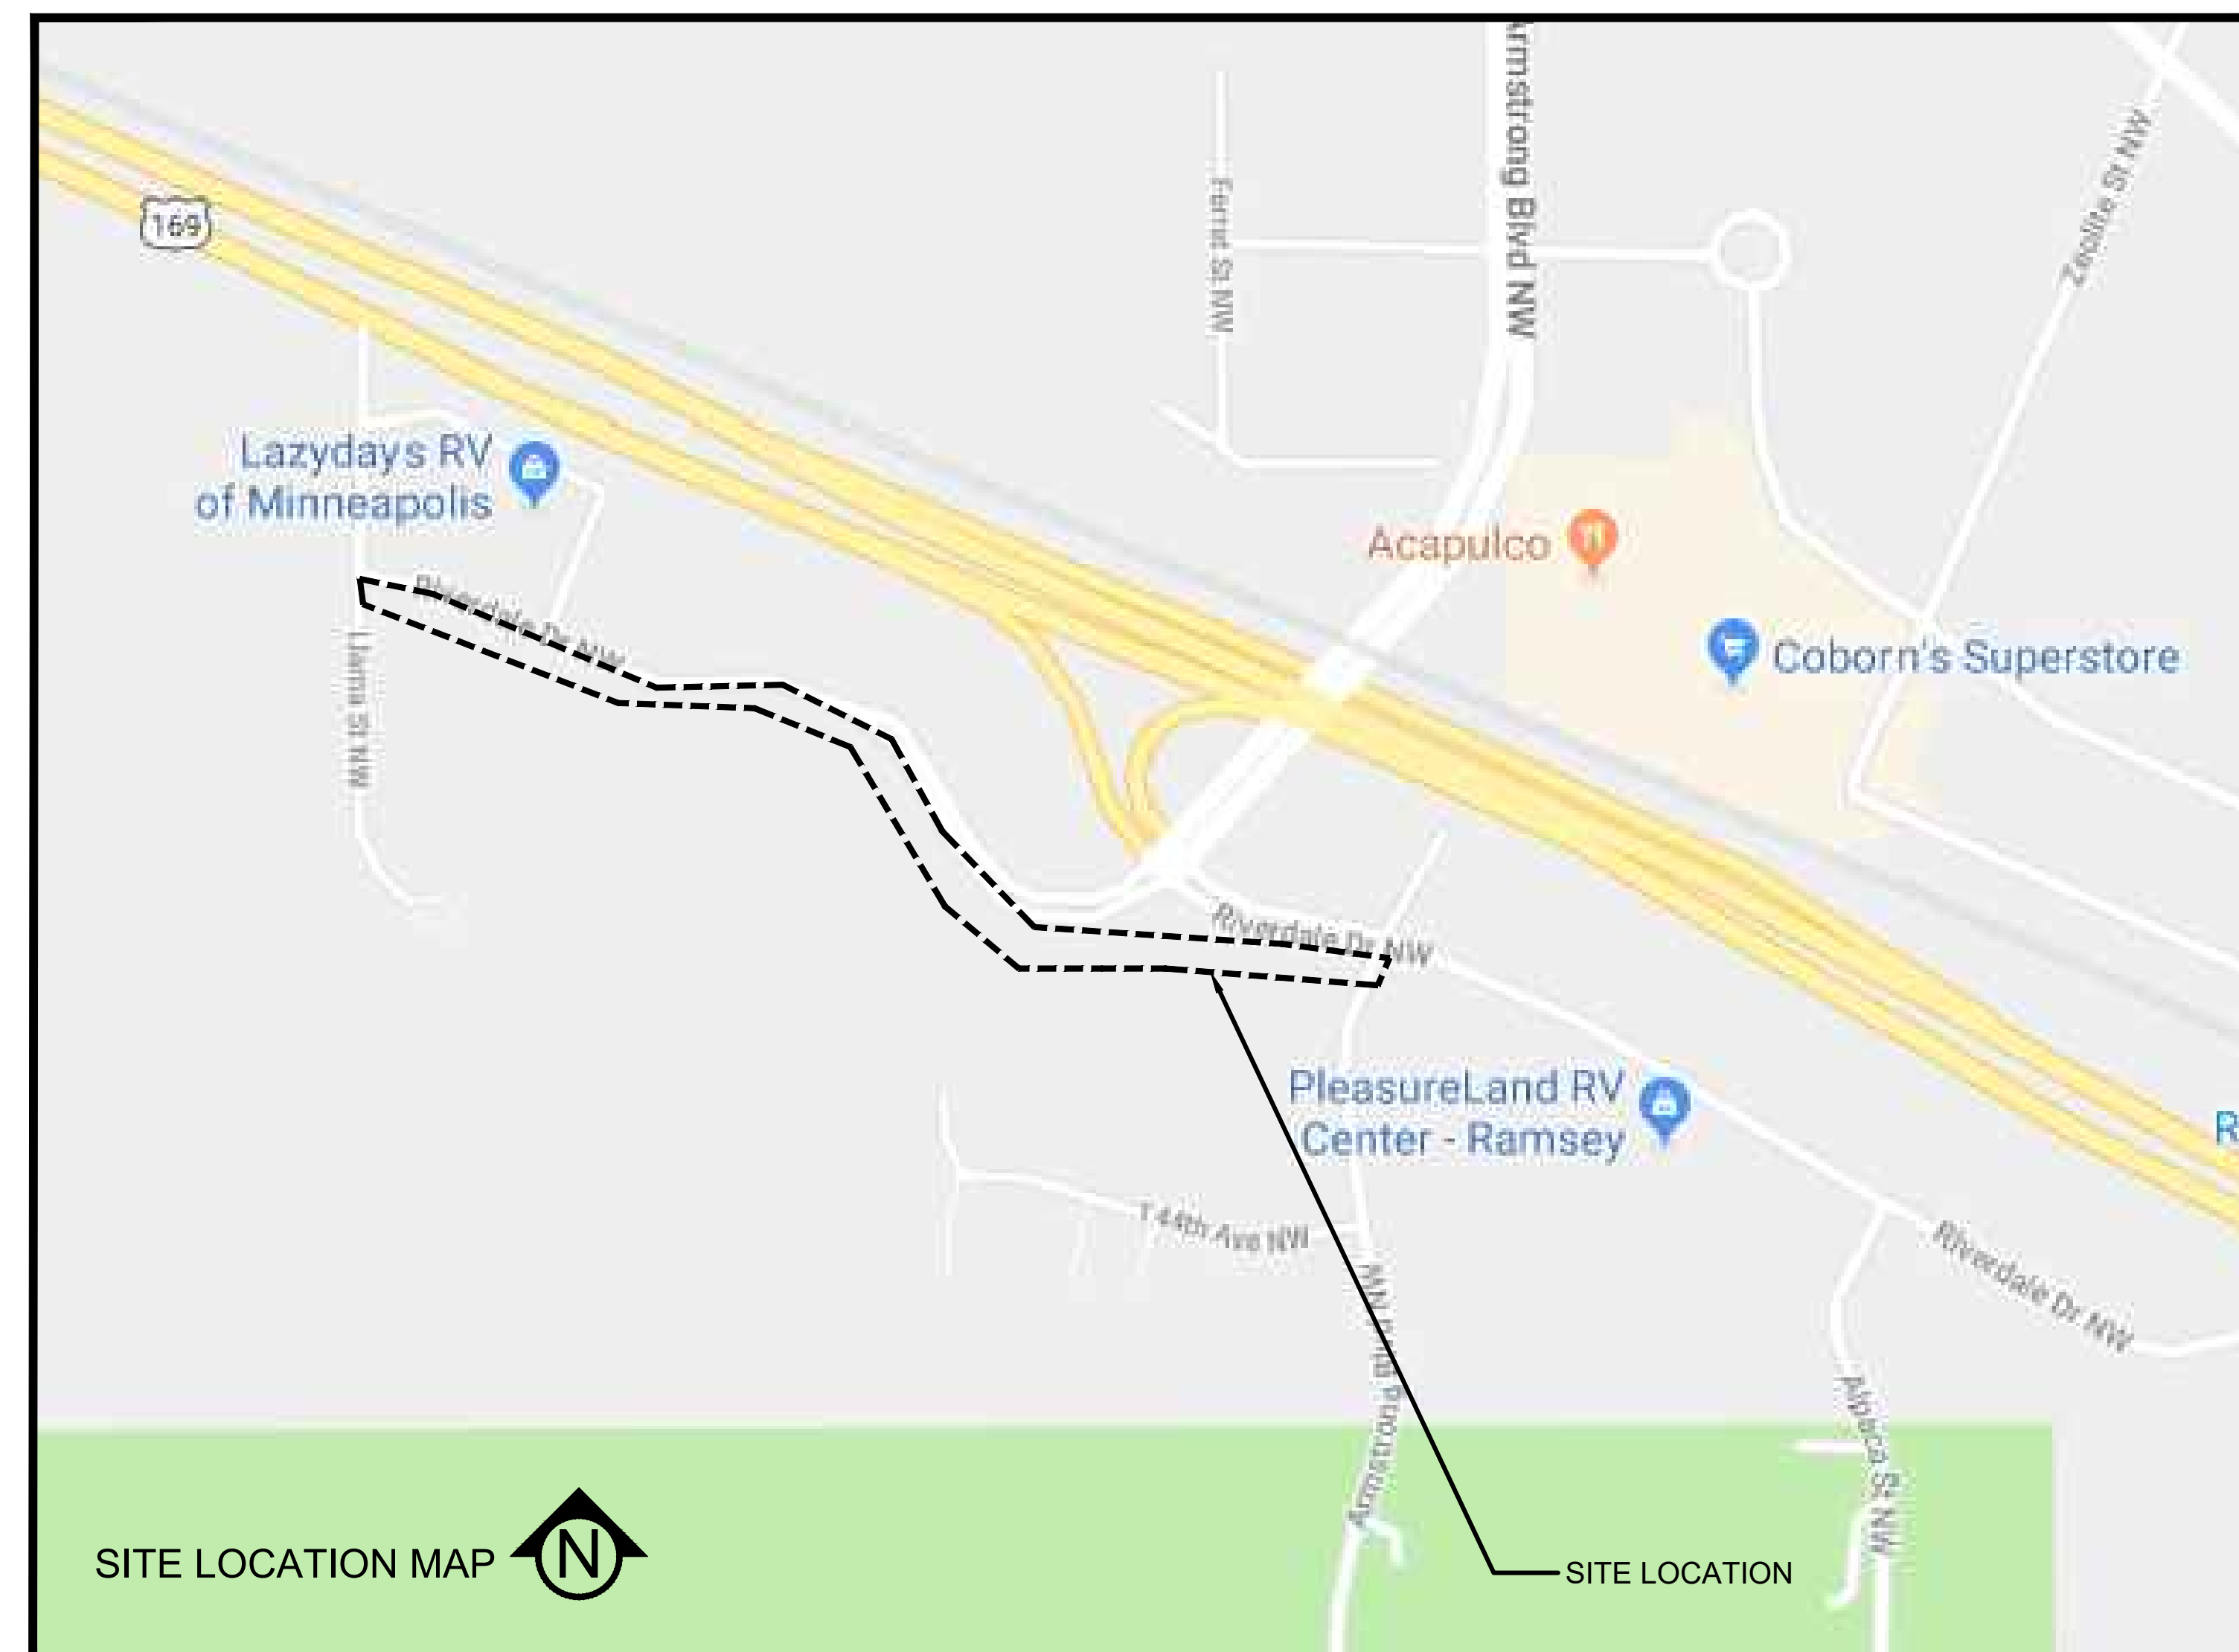 Armstrong Blvd NW
Zeolite St NW
169
Ferret St NW
Lazydays RV
of Minneapolis
Acapulco
Riverdale Dr NW
Coborn's Superstore
Llama St NW
Riverdale Dr NW
PleasureLand RV
Center - Ramsey
R
144th Ave NW
Riverdale Dr NW
Armstrong Blvd NW
Alpaca St NW
SITE LOCATION MAP
N
SITE LOCATION